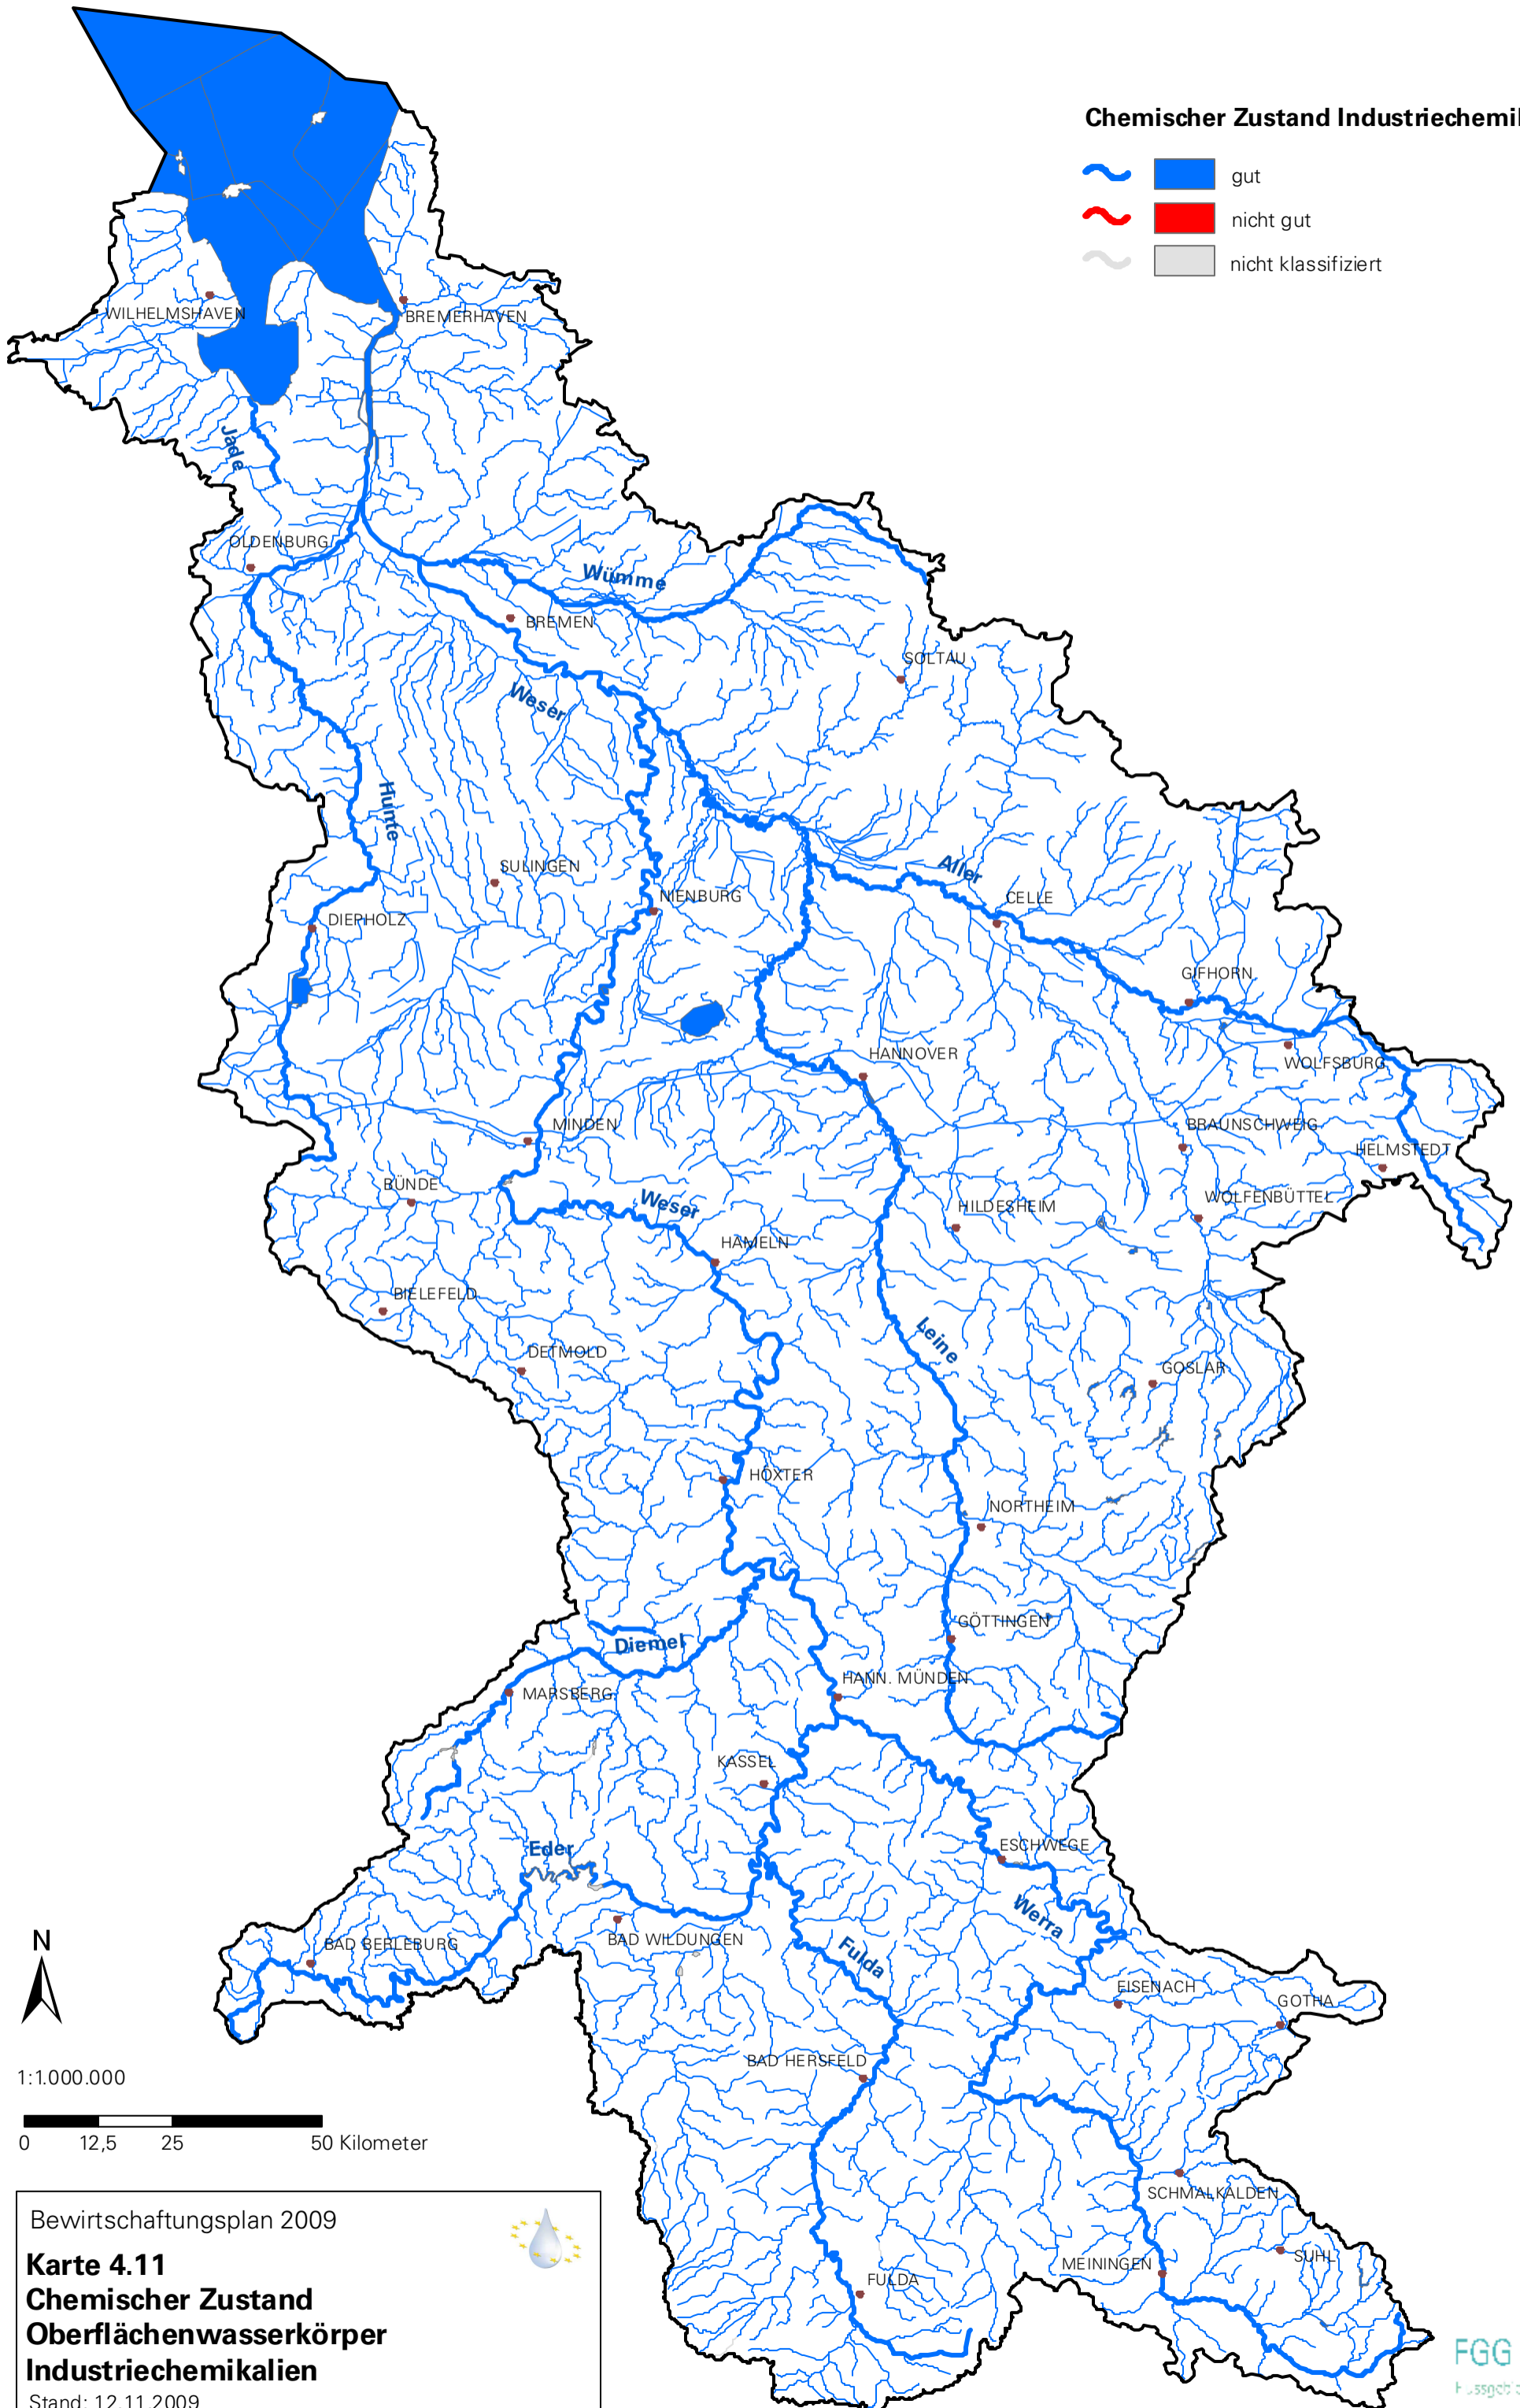 Chemischer Zustand Industriechemi
gut
nicht gut
nicht klassifiziert
WILHELMSHAVEN
BREMERHAVEN
Jade
OLDENBURG
Wümme
BREMEN
SOLTAU
Weser
Hunte
SULINGEN
Aller
NIENBURG
CELLE
DIEPHOLZ
GIFHORN
HANNOVER
WOLFSBURG
MINDEN
BRAUNSCHWEIG
HELMSTEDT
BÜNDE
Weser
HILDESHEIM
WOLFENBÜTTEL
HAMELN
BIELEFELD
Leine
DETMOLD
GOSLAR
HÖXTER
NORTHEIM
GÖTTINGEN
Diemel
HANN. MÜNDEN
MARSBERG
KASSEL
ESCHWEGE
Eder
Werra
BAD WILDUNGEN
BAD BERLEBURG
Fulda
EISENACH
GOTHA
N
BAD HERSFELD
1:1.000.000
0 12,5 25 50 Kilometer
SCHMALKALDEN
SUHL
MEININGEN
FULDA
Bewirtschaftungsplan 2009
Karte 4.11
Chemischer Zustand
Oberflächenwasserkörper
Industriechemikalien
Stand: 12.11.2009
FGG